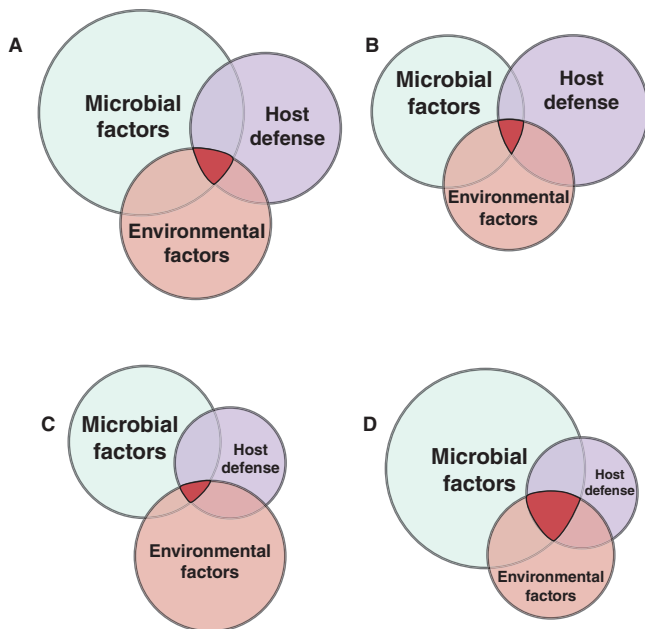 A
Microbial
factors
Host
defense
Environmental
factors
B
Microbial
factors
Host
defense
Environmental
factors
C
Microbial
factors
Host
defense
Environmental
factors
D
Microbial
factors
Host
defense
Environmental
factors